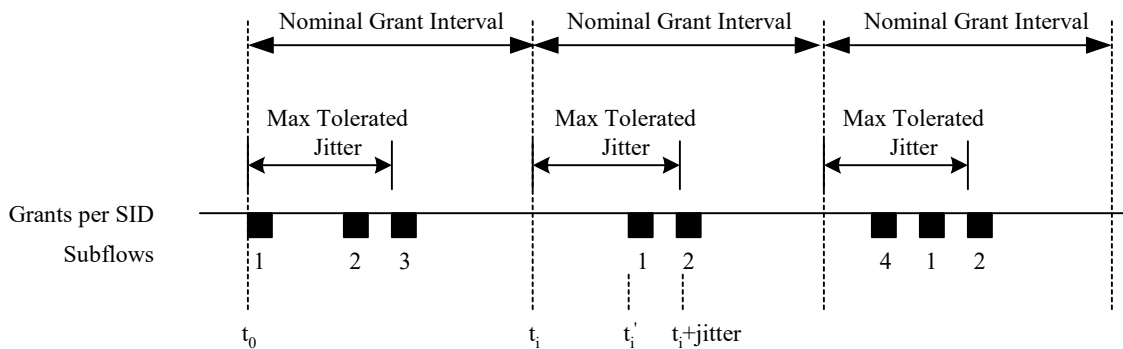 Nominal Grant Interval Nominal Grant Interval Nominal Grant Interval
Max Tolerated Max Tolerated Max Tolerated
Jitter Jitter Jitter
Grants per SID
Subflows 1 2 3 1 2 4 1 2
t0 ti ti' ti+jitter